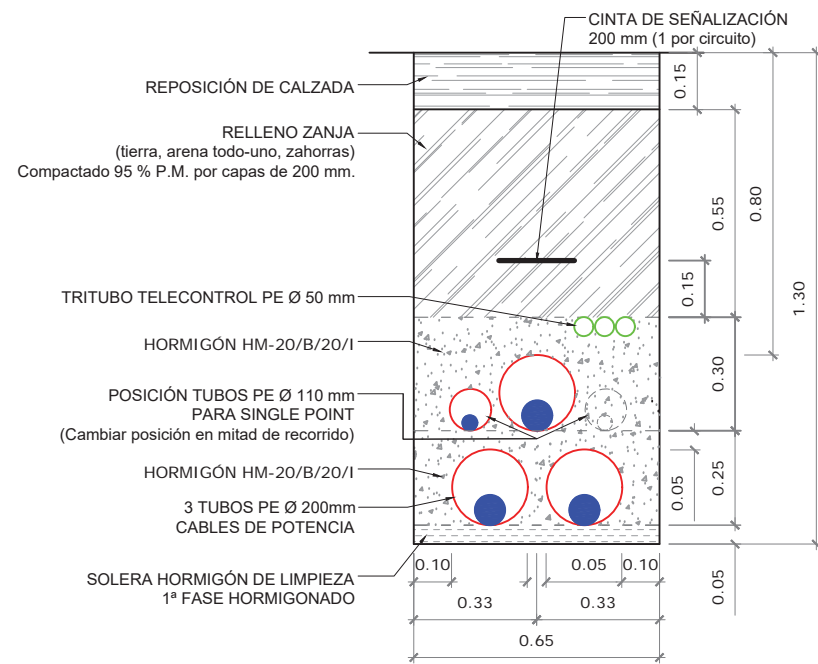 CINTA DE SEÑALIZACIÓN
200 mm (1 por circuito)
REPOSICIÓN DE CALZADA
RELLENO ZANJA
(tierra, arena todo-uno, zahorras)
Compactado 95 % P.M. por capas de 200 mm.
TRITUBO TELECONTROL PE Ø 50 mm
HORMIGÓN HM-20/B/20/I
POSICIÓN TUBOS PE Ø 110 mm
PARA SINGLE POINT
(Cambiar posición en mitad de recorrido)
HORMIGÓN HM-20/B/20/I
3 TUBOS PE Ø 200mm
CABLES DE POTENCIA
SOLERA HORMIGÓN DE LIMPIEZA
1ª FASE HORMIGONADO
0.15
0.55
0.80
0.15
1.30
0.30
0.05
0.25
0.05
0.10
0.05
0.10
0.33
0.33
0.65